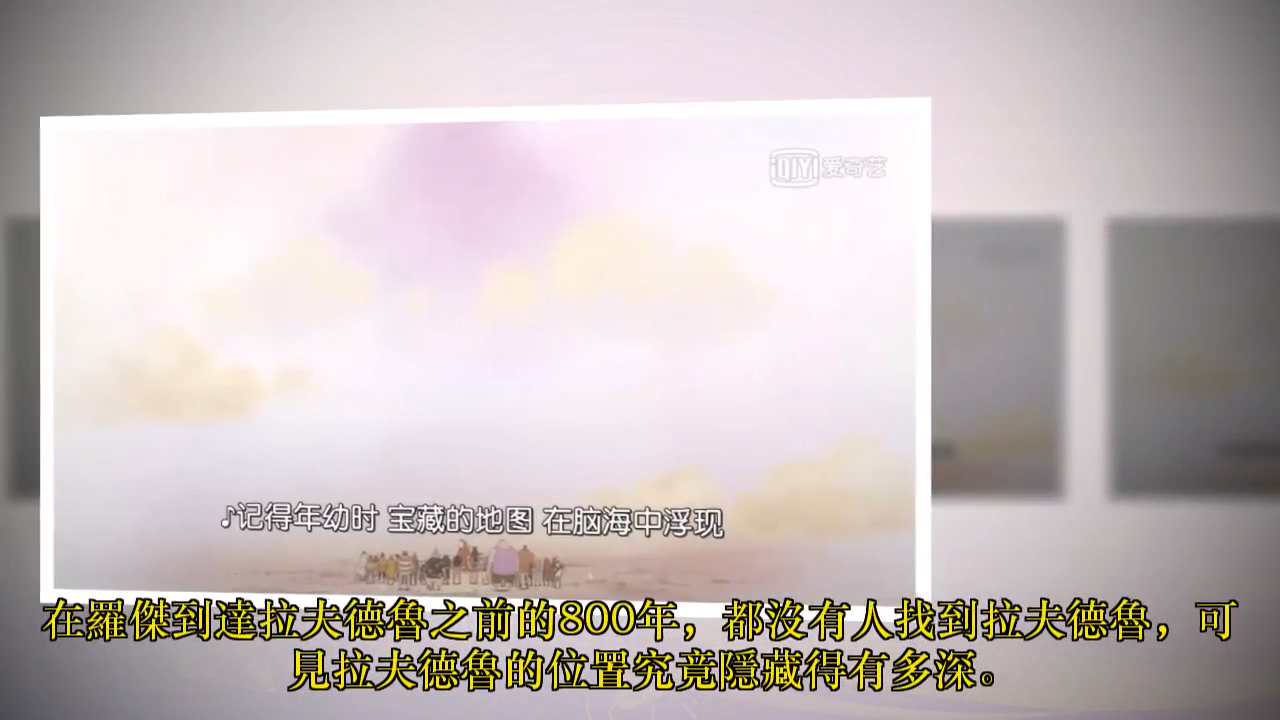 iQIYI 爱奇艺
♪记得年幼时 宝藏的地图 在脑海中浮现
在羅傑到達拉夫德魯之前的800年，都沒有人找到拉夫德魯，可
見拉夫德魯的位置究竟隱藏得有多深。